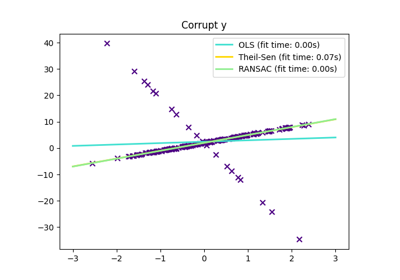 Corrupt y
OLS (fit time: 0.00s)
Theil-Sen (fit time: 0.07s)
RANSAC (fit time: 0.00s)
40
30
20
10
0
−10
−20
−30
−3 −2 −1 0 1 2 3